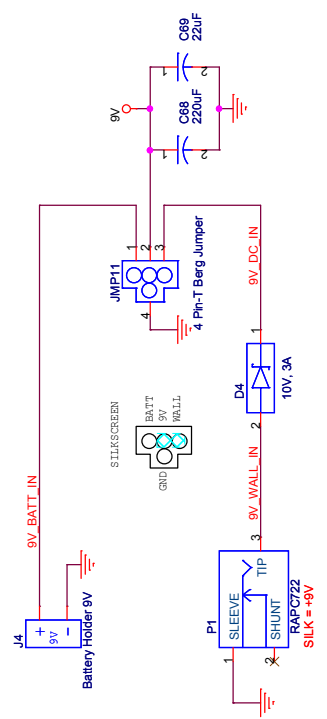 C69
22uF
1
2
9V
C68
220uF
1
2
1
2
3
JMP11
4
4 Pin-T Berg Jumper
9V_DC_IN
1
D4
10V, 3A
2
SILKSCREEN
BATT
9V
WALL
GND
9V_BATT_IN
9V_WALL_IN
J4
+
9V
-
Battery Holder 9V
3
P1
SLEEVE
TIP
SHUNT
1
2
RAPC722
SILK = +9V